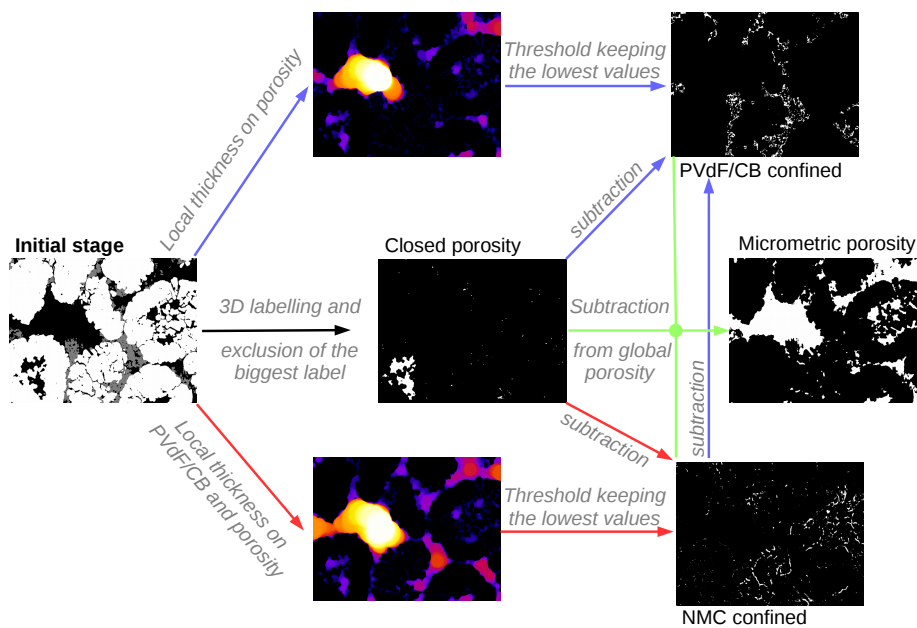 Local thickness on porosity
Threshold keeping
the lowest values
PVdF/CB confined
subtraction
Initial stage
Closed porosity
Micrometric porosity
3D labelling and
exclusion of the
biggest label
Subtraction
from global
porosity
subtraction
subtraction
Local thickness on
PVdF/CB and porosity
Threshold keeping
the lowest values
NMC confined